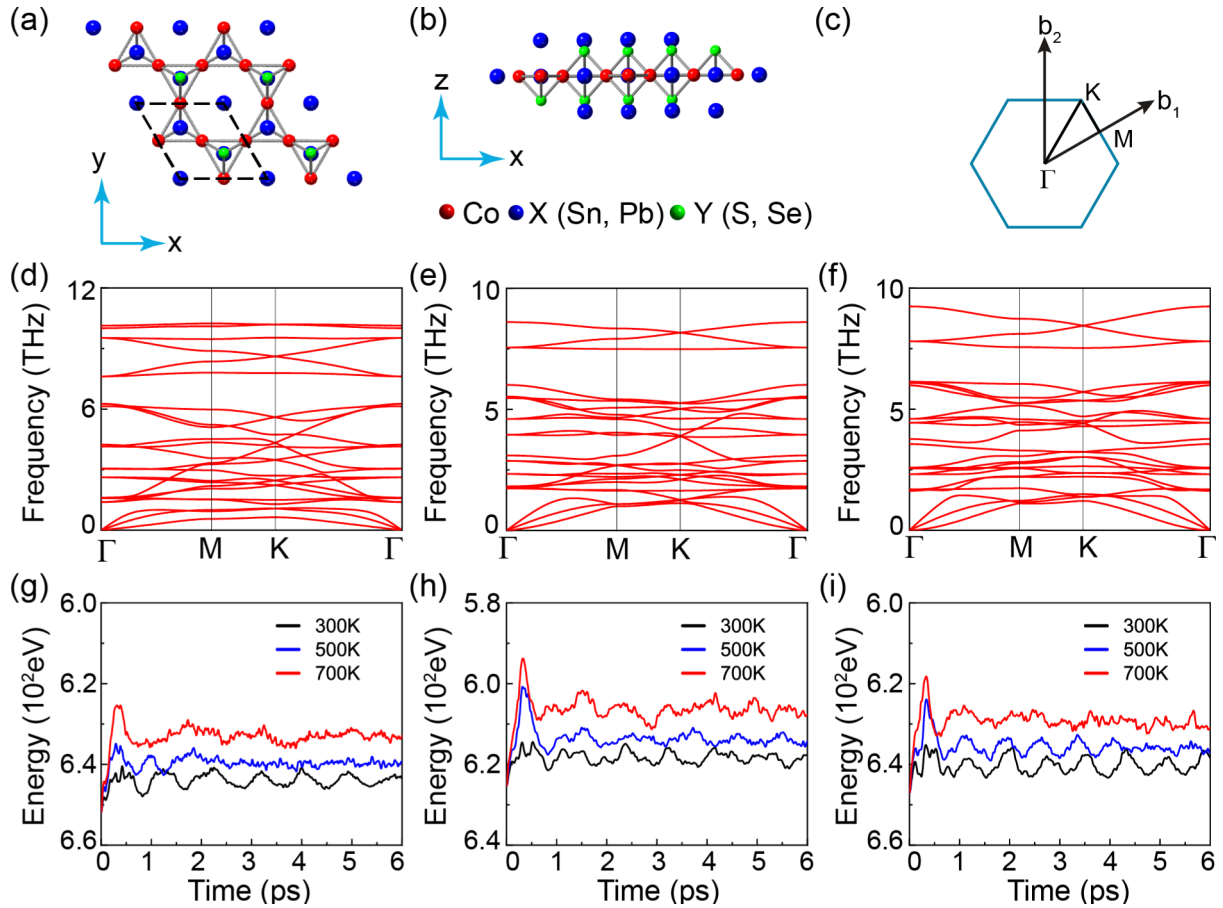 (a)
(b)
(c)
y
x
z
x
b2
K
b1
M
Γ
Co X (Sn, Pb) Y (S, Se)
(d)
Frequency (THz)
12
6
0
Γ M K Γ
(e)
Frequency (THz)
10
5
0
Γ M K Γ
(f)
Frequency (THz)
10
5
0
Γ M K Γ
(g)
Energy (10²eV)
6.0
6.2
6.4
6.6
300K
500K
700K
0 1 2 3 4 5 6
Time (ps)
(h)
Energy (10²eV)
5.8
6.0
6.2
6.4
300K
500K
700K
0 1 2 3 4 5 6
Time (ps)
(i)
Energy (10²eV)
6.0
6.2
6.4
6.6
300K
500K
700K
0 1 2 3 4 5 6
Time (ps)